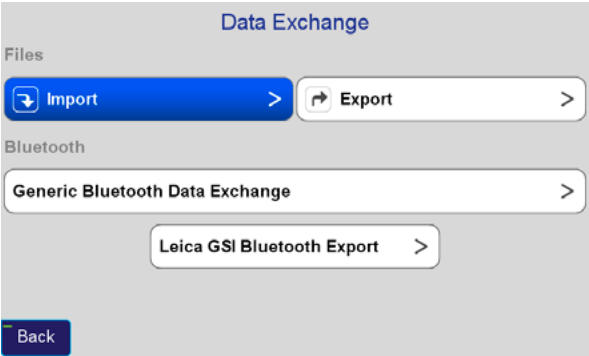 Data Exchange
Files
Import >
Export >
Bluetooth
Generic Bluetooth Data Exchange >
Leica GSI Bluetooth Export >
Back